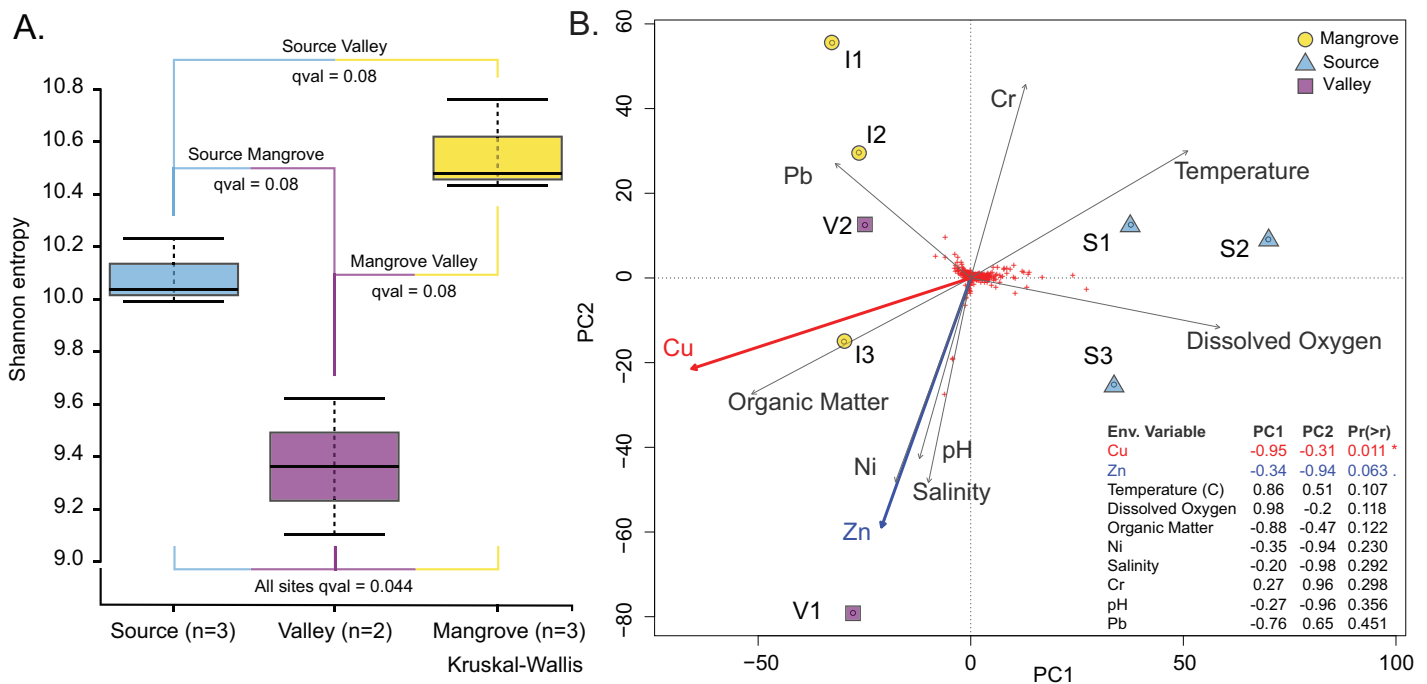 A.
Source Valley
qval = 0.08
10.8
10.6
10.4
10.2
10.0
9.8
9.6
9.4
9.2
9.0
Shannon entropy
Source Mangrove
qval = 0.08
Mangrove Valley
qval = 0.08
All sites qval = 0.044
Source (n=3)
Valley (n=2)
Mangrove (n=3)
Kruskal-Wallis
B.
60
40
20
0
−20
−40
−60
−80
PC2
−50
0
50
100
PC1
Mangrove
Source
Valley
I1
Cr
I2
Pb
Temperature
V2
S1
S2
Dissolved Oxygen
Cu
I3
S3
Organic Matter
Ni
pH
Salinity
Zn
V1
Env. Variable PC1 PC2 Pr(>r)
Cu -0.95 -0.31 0.011 *
Zn -0.34 -0.94 0.063 .
Temperature (C) 0.86 0.51 0.107
Dissolved Oxygen 0.98 -0.2 0.118
Organic Matter -0.88 -0.47 0.122
Ni -0.35 -0.94 0.230
Salinity -0.20 -0.98 0.292
Cr 0.27 0.96 0.298
pH -0.27 -0.96 0.356
Pb -0.76 0.65 0.451